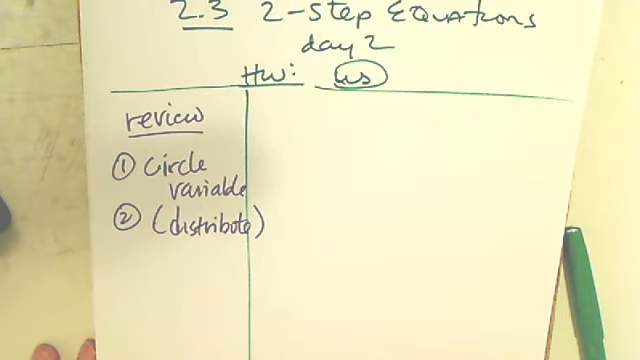 2.3 2-Step Equations
day 2
HW: WS
review
① Circle
variable
② (distribute)